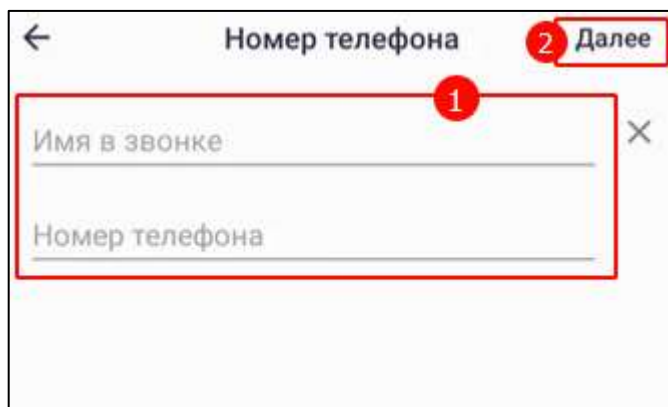 Номер телефона 2 Далее
1
Имя в звонке
Номер телефона